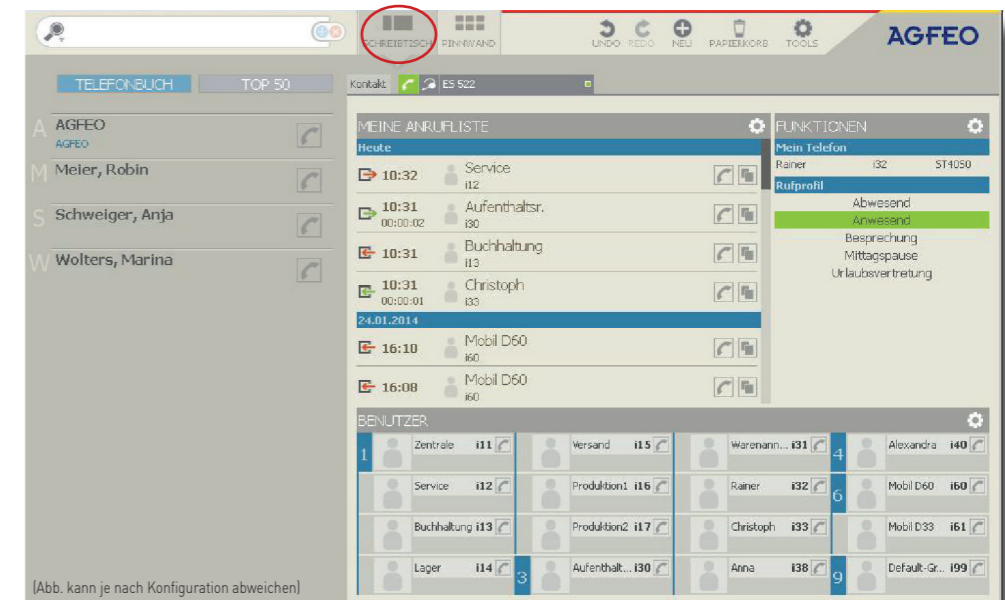 SCHREIBTISCH PINNWAND UNDO REDO NEU PAPIERKORB TOOLS AGFEO
TELEFONBUCH TOP 50
Kontakt ES 522
A AGFEO
AGFEO
M Meier, Robin
S Schweiger, Anja
W Wolters, Marina
MEINE ANRUFLISTE
Heute
10:32 Service
i12
10:31 Aufenthaltsr.
00:00:02 i30
10:31 Buchhaltung
i13
10:31 Christoph
00:00:01 i33
24.01.2014
16:10 Mobil D60
i60
16:08 Mobil D60
i60
FUNKTIONEN
Mein Telefon
Rainer i32 ST4050
Rufprofil
Abwesend
Anwesend
Besprechung
Mittagspause
Urlaubsvertretung
BENUTZER
1 Zentrale i11 Versand i15 Warenann... i31 4 Alexandra i40
Service i12 Produktion1 i16 Rainer i32 6 Mobil D60 i60
Buchhaltung i13 Produktion2 i17 Christoph i33 Mobil D33 i61
Lager i14 3 Aufenthalt... i30 Anna i38 9 Default-Gr... i99
(Abb. kann je nach Konfiguration abweichen)